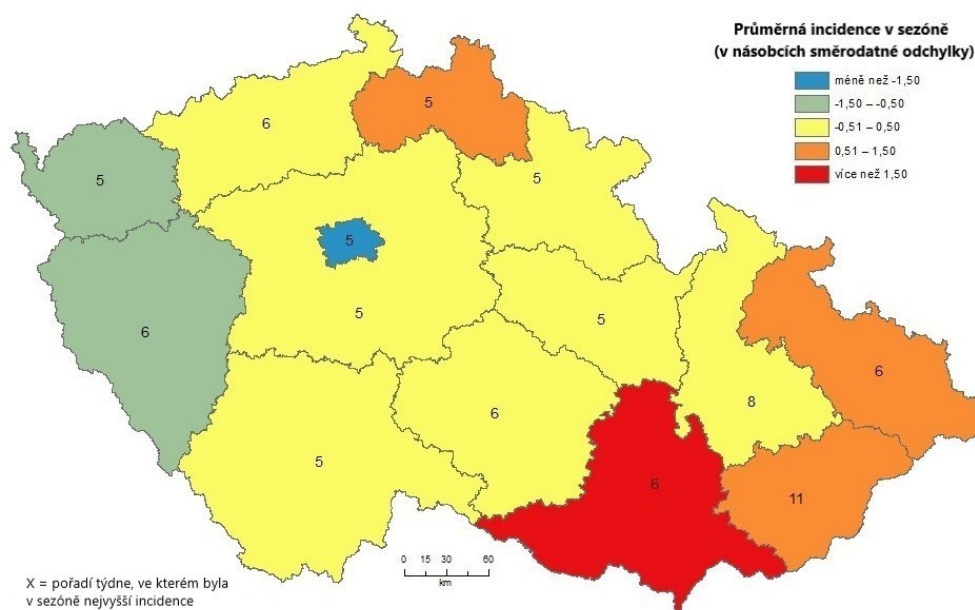 Průměrná incidence v sezóně
(v násobcích směrodatné odchylky)
méně než -1,50
-1,50 – -0,50
-0,51 – 0,50
0,51 – 1,50
více než 1,50
5
6
5
5
5
6
5
5
6
6
8
5
6
11
0 15 30 60
km
X = pořadí týdne, ve kterém byla
v sezóně nejvyšší incidence